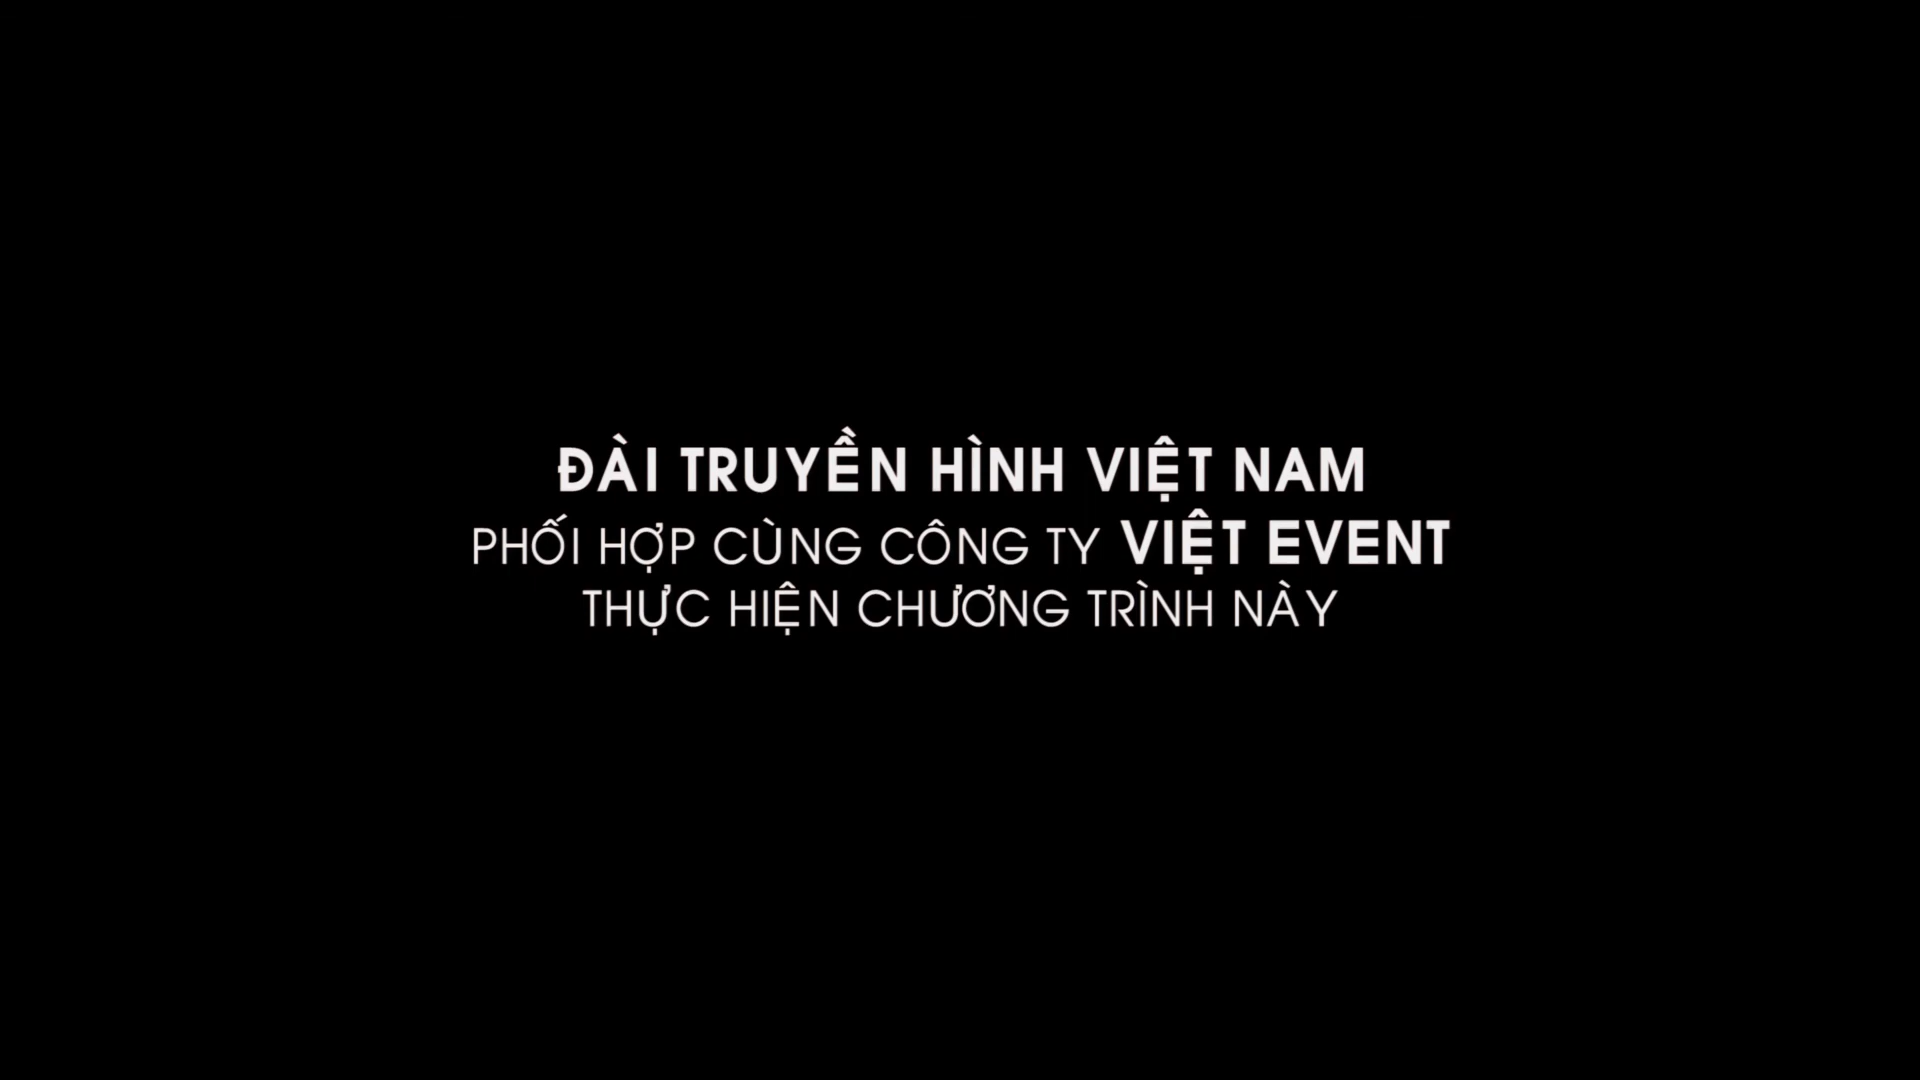 ĐÀI TRUYỀN HÌNH VIỆT NAM
PHỐI HỢP CÙNG CÔNG TY VIỆT EVENT
THỰC HIỆN CHƯƠNG TRÌNH NÀY